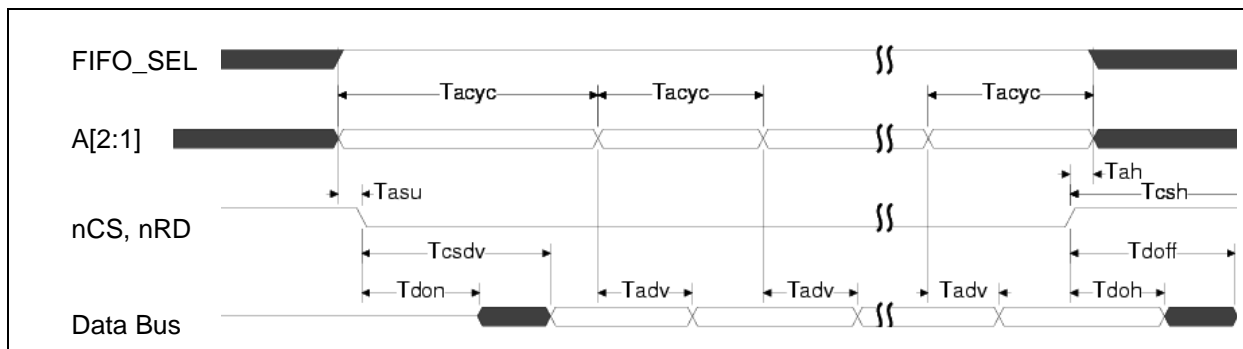 FIFO_SEL
Tacyc Tacyc Tacyc
A[2:1]
Tah
Tasu Tcsh
nCS, nRD
Tcsdv Tdoff
Tdon Tadv Tadv Tadv Tdoh
Data Bus